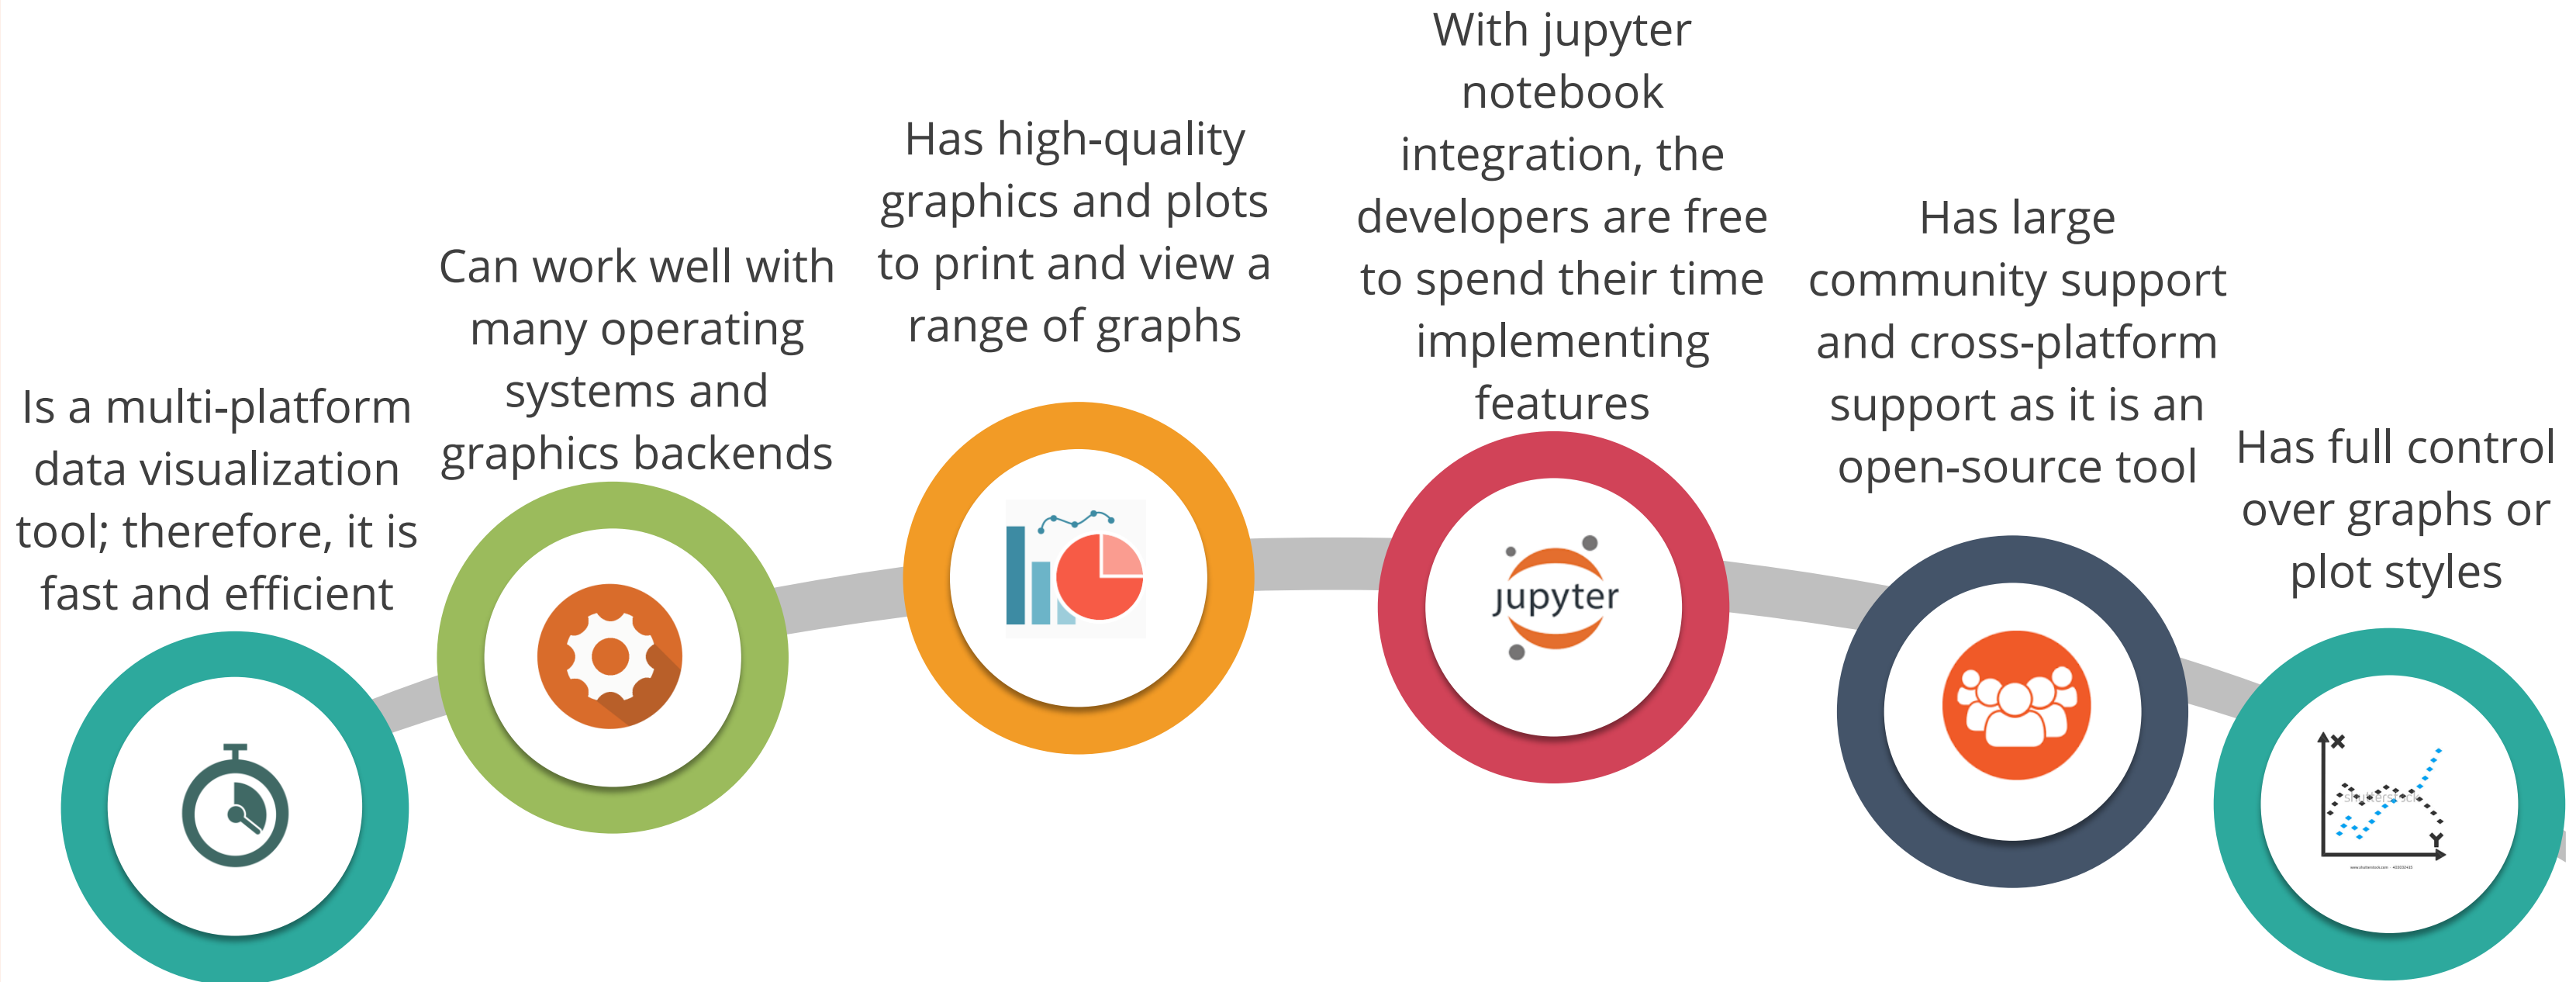 Is a multi-platform
data visualization
tool; therefore, it is
fast and efficient
Can work well with
many operating
systems and
graphics backends
Has high-quality
graphics and plots
to print and view a
range of graphs
With jupyter
notebook
integration, the
developers are free
to spend their time
implementing
features
jupyter
Has large
community support
and cross-platform
support as it is an
open-source tool
Has full control
over graphs or
plot styles
X
shutterstock
Y